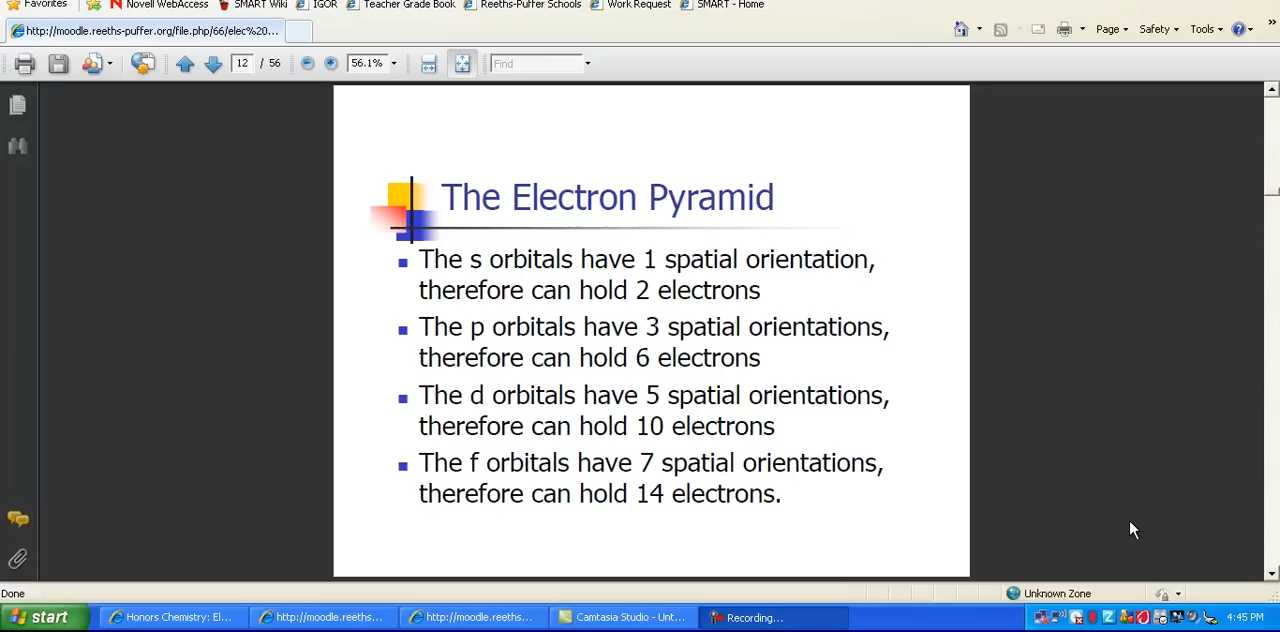 Favorites Novell WebAccess SMART Wiki IGOR Teacher Grade Book Reeths-Puffer Schools Work Request SMART - Home »
http://moodle.reeths-puffer.org/file.php/66/elec%20...
Page Safety Tools »
12 / 56 56.1% Find
The Electron Pyramid
The s orbitals have 1 spatial orientation,
therefore can hold 2 electrons
The p orbitals have 3 spatial orientations,
therefore can hold 6 electrons
The d orbitals have 5 spatial orientations,
therefore can hold 10 electrons
The f orbitals have 7 spatial orientations,
therefore can hold 14 electrons.
Done Unknown Zone
start Honors Chemistry: El... http://moodle.reeths... http://moodle.reeths... Camtasia Studio - Unt... Recording... 4:45 PM